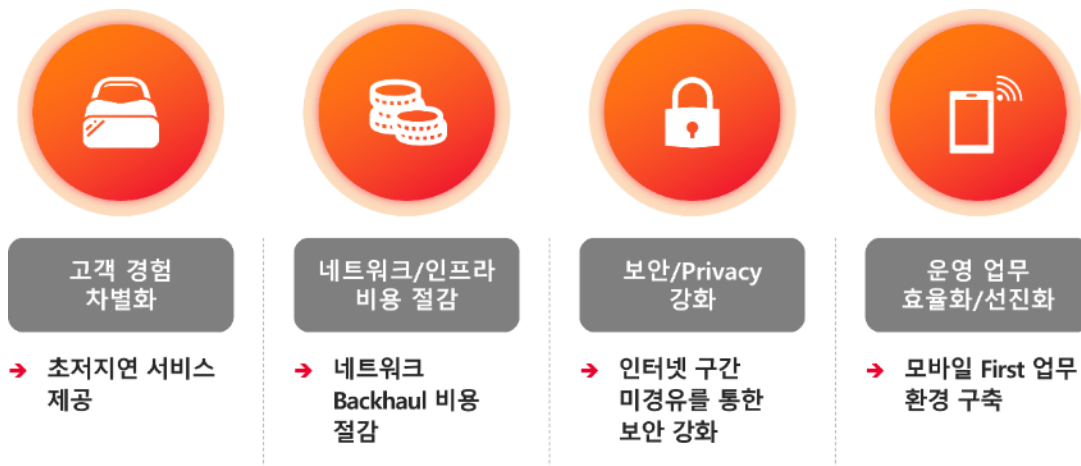 고객 경험
차별화
네트워크/인프라
비용 절감
보안/Privacy
강화
운영 업무
효율화/선진화
➔ 초저지연 서비스
제공
➔ 네트워크
Backhaul 비용
절감
➔ 인터넷 구간
미경유를 통한
보안 강화
➔ 모바일 First 업무
환경 구축